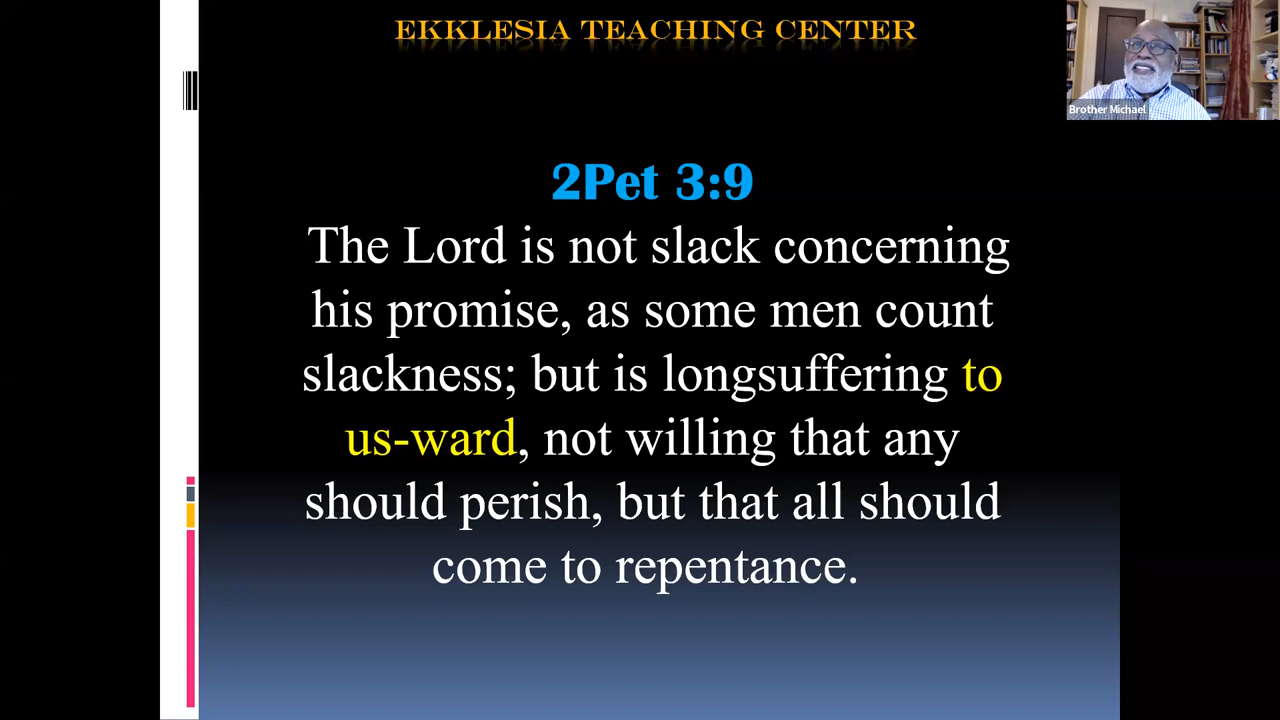 EKKLESIA TEACHING CENTER
Brother Michael
2Pet 3:9
The Lord is not slack concerning
his promise, as some men count
slackness; but is longsuffering to
us-ward, not willing that any
should perish, but that all should
come to repentance.